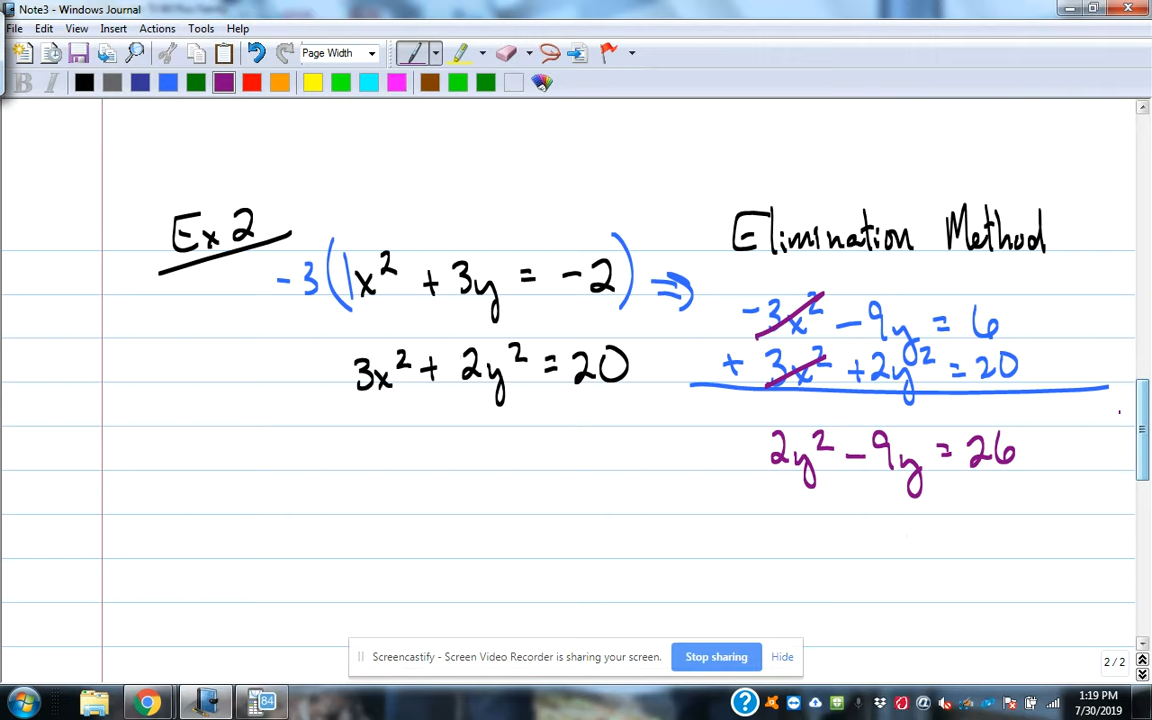 Note3 - Windows Journal
File Edit View Insert Actions Tools Help
Page Width
B I
Ex 2
Elimination Method
-3(1x² + 3y = -2) ⇒
-3x² - 9y = 6
3x² + 2y² = 20
+ 3x² + 2y² = 20
2y² - 9y = 26
Screencastify - Screen Video Recorder is sharing your screen. Stop sharing Hide
2 / 2
84
1:19 PM
7/30/2019